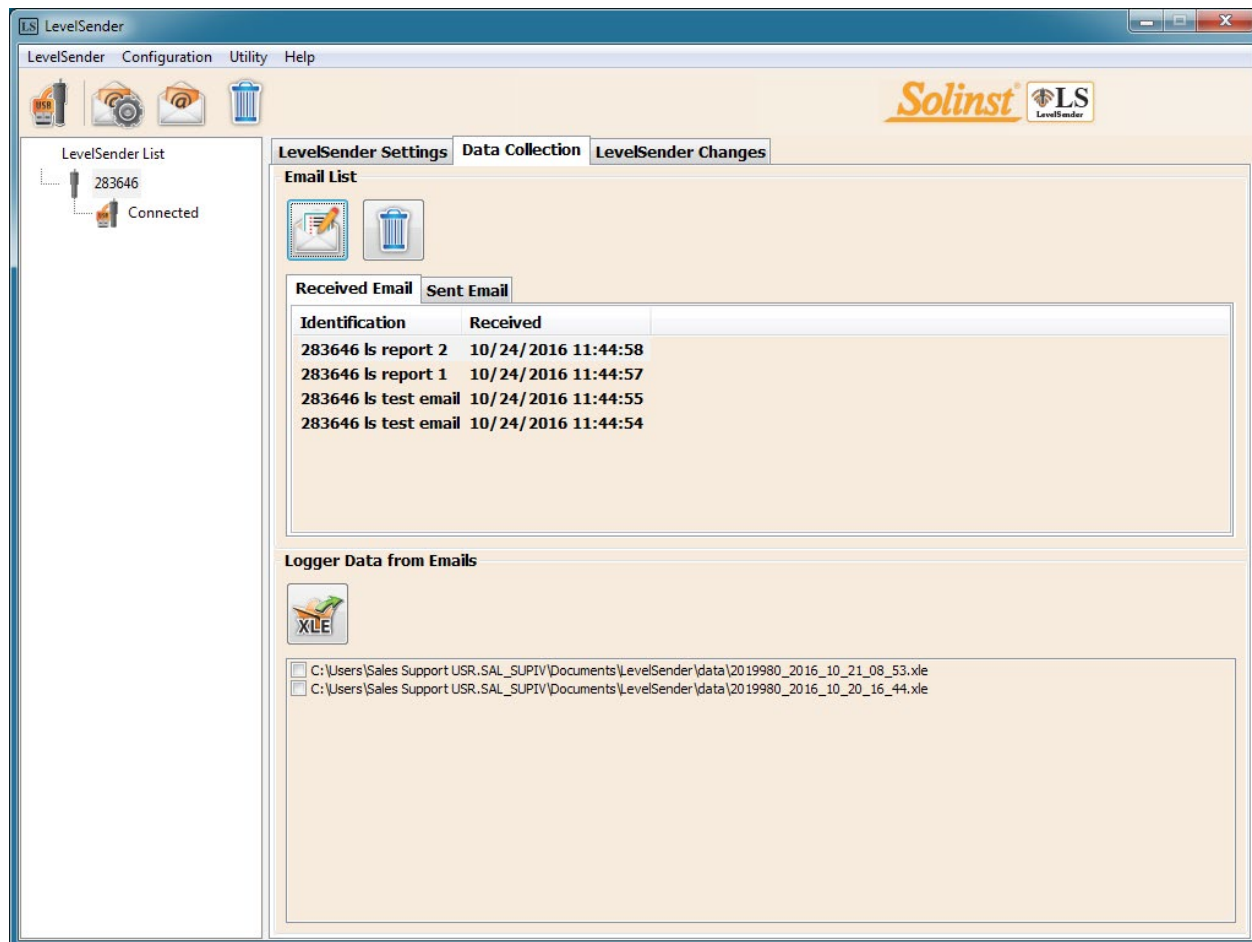 LS LevelSender
LevelSender Configuration Utility Help
USB @ @ Solinst LS
LevelSender
LevelSender List
283646
Connected
LevelSender Settings Data Collection LevelSender Changes
Email List
Received Email Sent Email
Identification Received
283646 ls report 2 10/24/2016 11:44:58
283646 ls report 1 10/24/2016 11:44:57
283646 ls test email 10/24/2016 11:44:55
283646 ls test email 10/24/2016 11:44:54
Logger Data from Emails
XLE
C:\Users\Sales Support USR.SAL_SUPIV\Documents\LevelSender\data\2019980_2016_10_21_08_53.xle
C:\Users\Sales Support USR.SAL_SUPIV\Documents\LevelSender\data\2019980_2016_10_20_16_44.xle